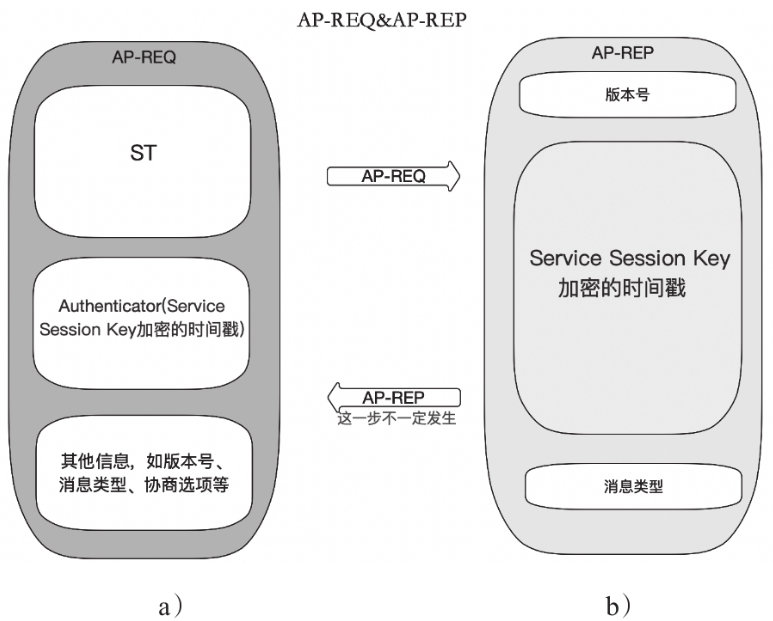 AP-REQ&AP-REP
AP-REQ
ST
Authenticator(Service
Session Key加密的时间戳)
其他信息，如版本号、
消息类型、协商选项等
a）
AP-REQ
AP-REP
这一步不一定发生
AP-REP
版本号
Service Session Key
加密的时间戳
消息类型
b）